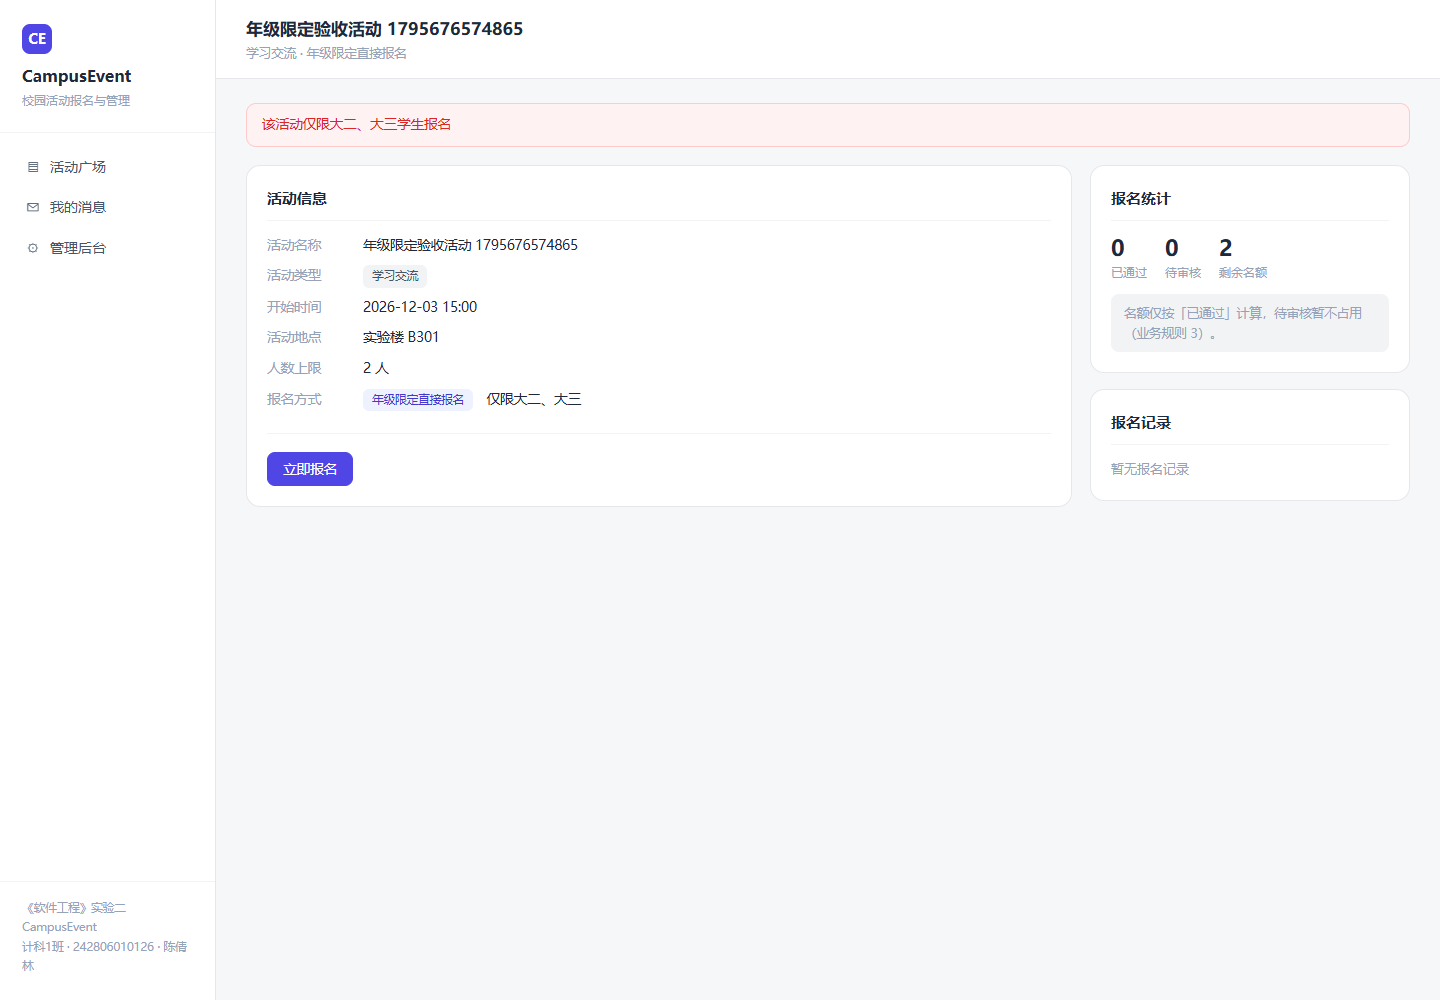 CE
CampusEvent
校园活动报名与管理
活动广场
我的消息
管理后台
《软件工程》实验二
CampusEvent
计科1班 · 242806010126 · 陈倩
林
年级限定验收活动 1795676574865
学习交流 · 年级限定直接报名
该活动仅限大二、大三学生报名
活动信息
活动名称 年级限定验收活动 1795676574865
活动类型 学习交流
开始时间 2026-12-03 15:00
活动地点 实验楼 B301
人数上限 2 人
报名方式 年级限定直接报名 仅限大二、大三
立即报名
报名统计
0 0 2
已通过 待审核 剩余名额
名额仅按「已通过」计算，待审核暂不占用
（业务规则 3）。
报名记录
暂无报名记录